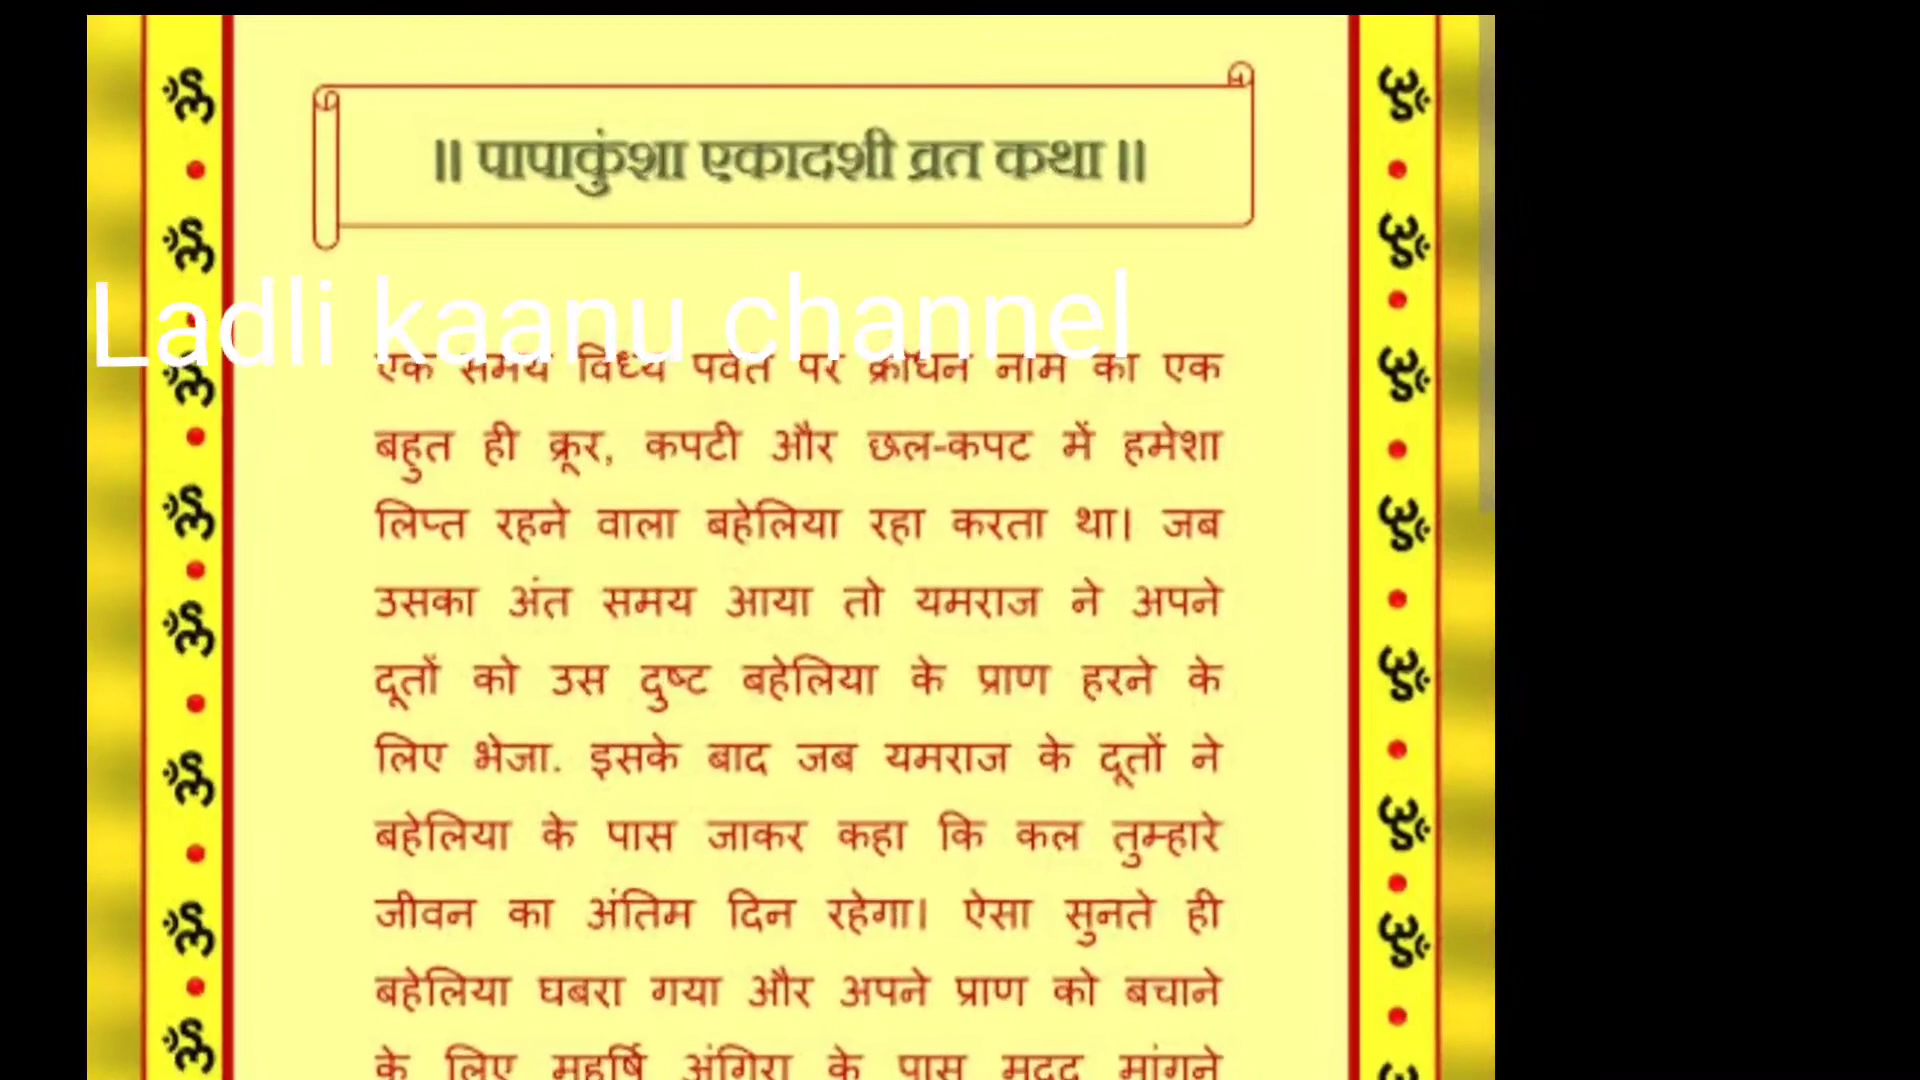 ॥ पापाकुंशा एकादशी व्रत कथा ॥
Ladli kaanu channel
एक समय विंध्य पर्वत पर क्रोधन नाम का एक
बहुत ही क्रूर, कपटी और छल-कपट में हमेशा
लिप्त रहने वाला बहेलिया रहा करता था। जब
उसका अंत समय आया तो यमराज ने अपने
दूतों को उस दुष्ट बहेलिया के प्राण हरने के
लिए भेजा. इसके बाद जब यमराज के दूतों ने
बहेलिया के पास जाकर कहा कि कल तुम्हारे
जीवन का अंतिम दिन रहेगा। ऐसा सुनते ही
बहेलिया घबरा गया और अपने प्राण को बचाने
के लिए महर्षि अंगिरा के पास मदद मांगने